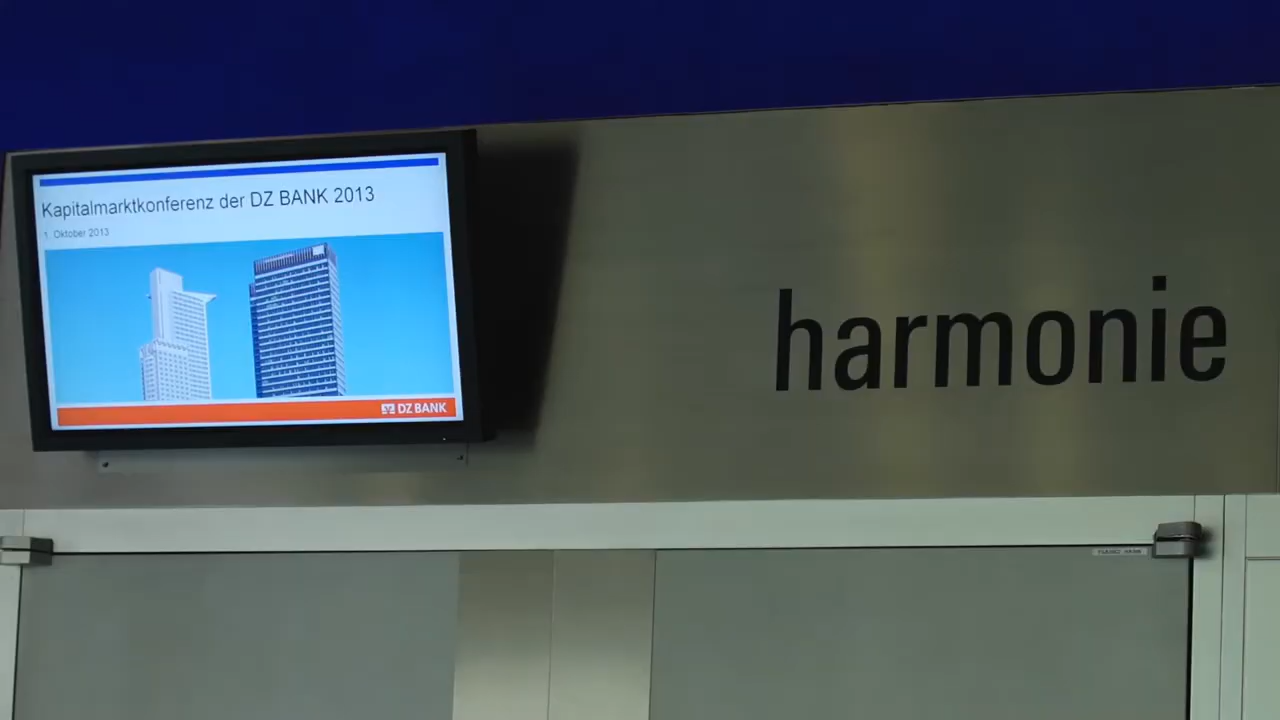 Kapitalmarktkonferenz der DZ BANK 2013
1. Oktober 2013
DZ BANK
harmonie